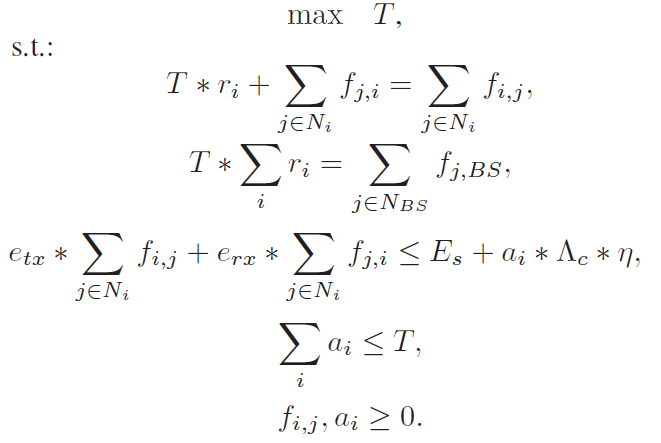 max T,
s.t.:
T * r_i + ∑_{j∈N_i} f_{j,i} = ∑_{j∈N_i} f_{i,j},
T * ∑_i r_i = ∑_{j∈N_{BS}} f_{j,BS},
e_{tx} * ∑_{j∈N_i} f_{i,j} + e_{rx} * ∑_{j∈N_i} f_{j,i} ≤ E_s + a_i * Λ_c * η,
∑_i a_i ≤ T,
f_{i,j}, a_i ≥ 0.